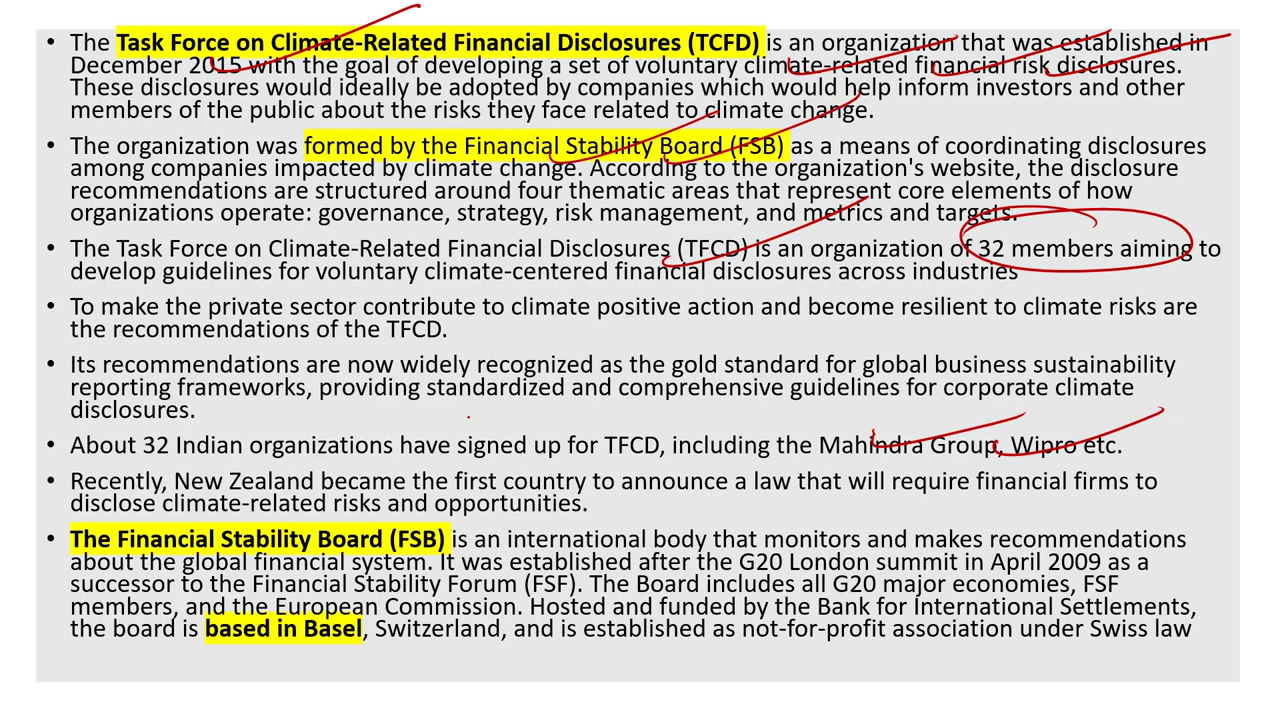 • The Task Force on Climate-Related Financial Disclosures (TCFD) is an organization that was established in
December 2015 with the goal of developing a set of voluntary climate-related financial risk disclosures.
These disclosures would ideally be adopted by companies which would help inform investors and other
members of the public about the risks they face related to climate change.
• The organization was formed by the Financial Stability Board (FSB) as a means of coordinating disclosures
among companies impacted by climate change. According to the organization's website, the disclosure
recommendations are structured around four thematic areas that represent core elements of how
organizations operate: governance, strategy, risk management, and metrics and targets.
• The Task Force on Climate-Related Financial Disclosures (TFCD) is an organization of 32 members aiming to
develop guidelines for voluntary climate-centered financial disclosures across industries
• To make the private sector contribute to climate positive action and become resilient to climate risks are
the recommendations of the TFCD.
• Its recommendations are now widely recognized as the gold standard for global business sustainability
reporting frameworks, providing standardized and comprehensive guidelines for corporate climate
disclosures.
• About 32 Indian organizations have signed up for TFCD, including the Mahindra Group, Wipro etc.
• Recently, New Zealand became the first country to announce a law that will require financial firms to
disclose climate-related risks and opportunities.
• The Financial Stability Board (FSB) is an international body that monitors and makes recommendations
about the global financial system. It was established after the G20 London summit in April 2009 as a
successor to the Financial Stability Forum (FSF). The Board includes all G20 major economies, FSF
members, and the European Commission. Hosted and funded by the Bank for International Settlements,
the board is based in Basel, Switzerland, and is established as not-for-profit association under Swiss law